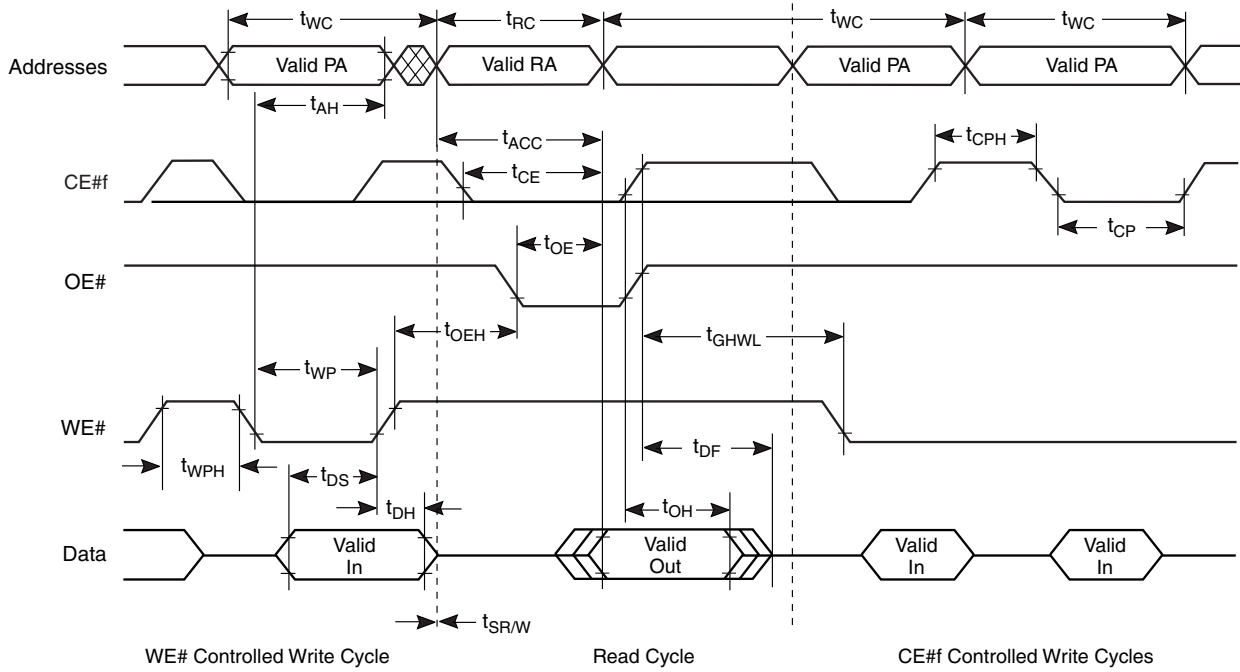 tWC tRC tWC tWC
Addresses Valid PA Valid RA Valid PA Valid PA
tAH
tACC
tCPH
CE#f
tCE
tCP
tOE
OE#
tOEH
tGHWL
tWP
WE#
tDF
tWPH
tDS
tDH
tOH
Data
Valid
In
Valid
Out
Valid
In
Valid
In
tSR/W
WE# Controlled Write Cycle
Read Cycle
CE#f Controlled Write Cycles